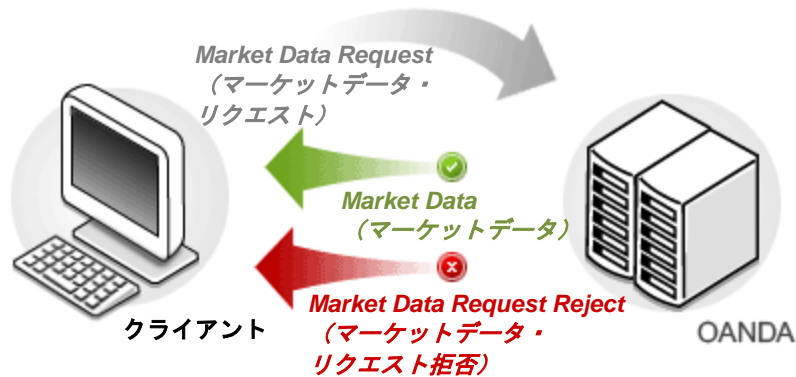 Market Data Request
（マーケットデータ・
リクエスト）
Market Data
（マーケットデータ）
Market Data Request Reject
（マーケットデータ・
リクエスト拒否）
クライアント
OANDA